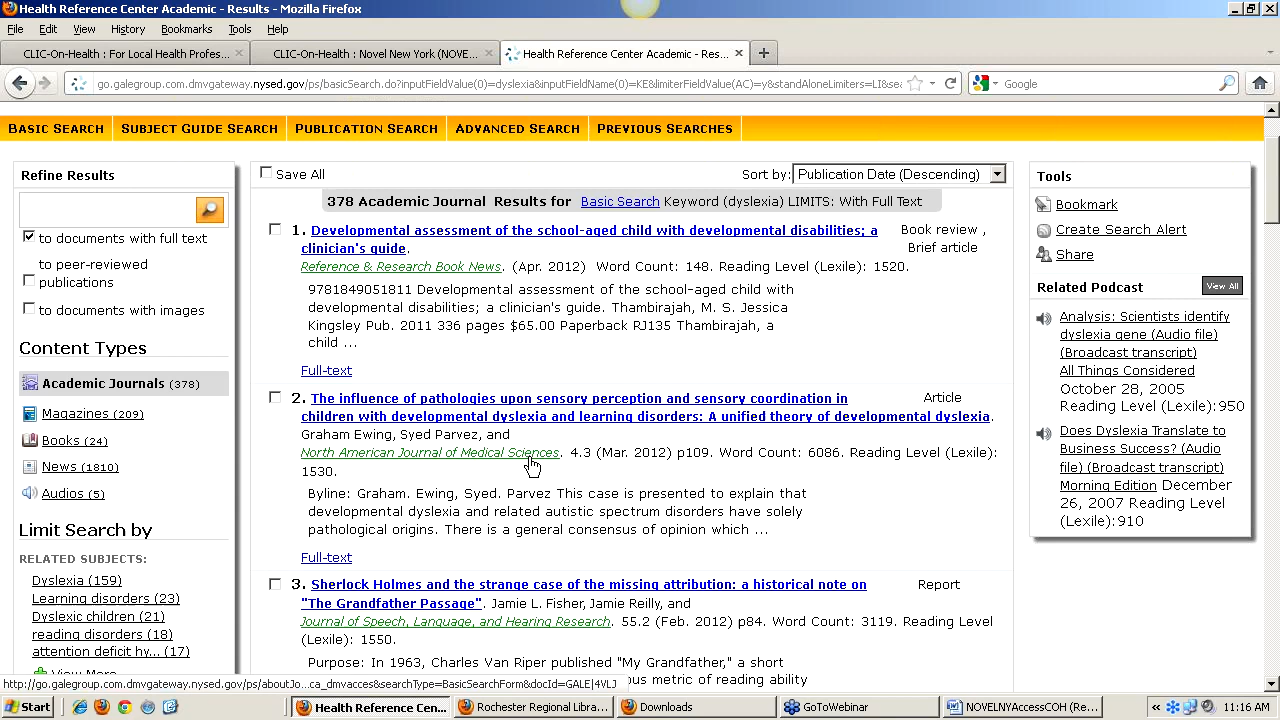 Health Reference Center Academic - Results - Mozilla Firefox
File Edit View History Bookmarks Tools Help
CLIC-On-Health : For Local Health Profes...
CLIC-On-Health : Novel New York (NOVE...
Health Reference Center Academic - Res...
go.galegroup.com.dmvgateway.nysed.gov/ps/basicSearch.do?inputFieldValue(0)=dyslexia&inputFieldName(0)=KE&limiterFieldValue(AC)=y&standAloneLimiters=LI&se
Google
BASIC SEARCH
SUBJECT GUIDE SEARCH
PUBLICATION SEARCH
ADVANCED SEARCH
PREVIOUS SEARCHES
Refine Results
to documents with full text
to peer-reviewed
publications
to documents with images
Content Types
Academic Journals (378)
Magazines (209)
Books (24)
News (1810)
Audios (5)
Limit Search by
RELATED SUBJECTS:
Dyslexia (159)
Learning disorders (23)
Dyslexic children (21)
reading disorders (18)
attention deficit hy... (17)
View More
Save All
Sort by: Publication Date (Descending)
378 Academic Journal Results for Basic Search Keyword (dyslexia) LIMITS: With Full Text
1. Developmental assessment of the school-aged child with developmental disabilities; a
clinician's guide.
Book review ,
Brief article
Reference & Research Book News. (Apr. 2012) Word Count: 148. Reading Level (Lexile): 1520.
9781849051811 Developmental assessment of the school-aged child with
developmental disabilities; a clinician's guide. Thambirajah, M. S. Jessica
Kingsley Pub. 2011 336 pages $65.00 Paperback RJ135 Thambirajah, a
child ...
Full-text
2. The influence of pathologies upon sensory perception and sensory coordination in
children with developmental dyslexia and learning disorders: A unified theory of developmental dyslexia.
Article
Graham Ewing, Syed Parvez, and
North American Journal of Medical Sciences. 4.3 (Mar. 2012) p109. Word Count: 6086. Reading Level (Lexile):
1530.
Byline: Graham. Ewing, Syed. Parvez This case is presented to explain that
developmental dyslexia and related autistic spectrum disorders have solely
pathological origins. There is a general consensus of opinion which ...
Full-text
3. Sherlock Holmes and the strange case of the missing attribution: a historical note on
"The Grandfather Passage". Jamie L. Fisher, Jamie Reilly, and
Report
Journal of Speech, Language, and Hearing Research. 55.2 (Feb. 2012) p84. Word Count: 3119. Reading Level
(Lexile): 1550.
Purpose: In 1963, Charles Van Riper published "My Grandfather," a short
metric of reading ability
Tools
Bookmark
Create Search Alert
Share
Related Podcast
View All
Analysis: Scientists identify
dyslexia gene (Audio file)
(Broadcast transcript)
All Things Considered
October 28, 2005
Reading Level (Lexile):950
Does Dyslexia Translate to
Business Success? (Audio
file) (Broadcast transcript)
Morning Edition December
26, 2007 Reading Level
(Lexile):910
http://go.galegroup.com.dmvgateway.nysed.gov/ps/aboutJo...ca_dmvacces&searchType=BasicSearchForm&docId=GALE|4VLJ
Start
Health Reference Cen...
Rochester Regional Libra...
Downloads
GoToWebinar
NOVELNYAccessCOH (Re...
11:16 AM